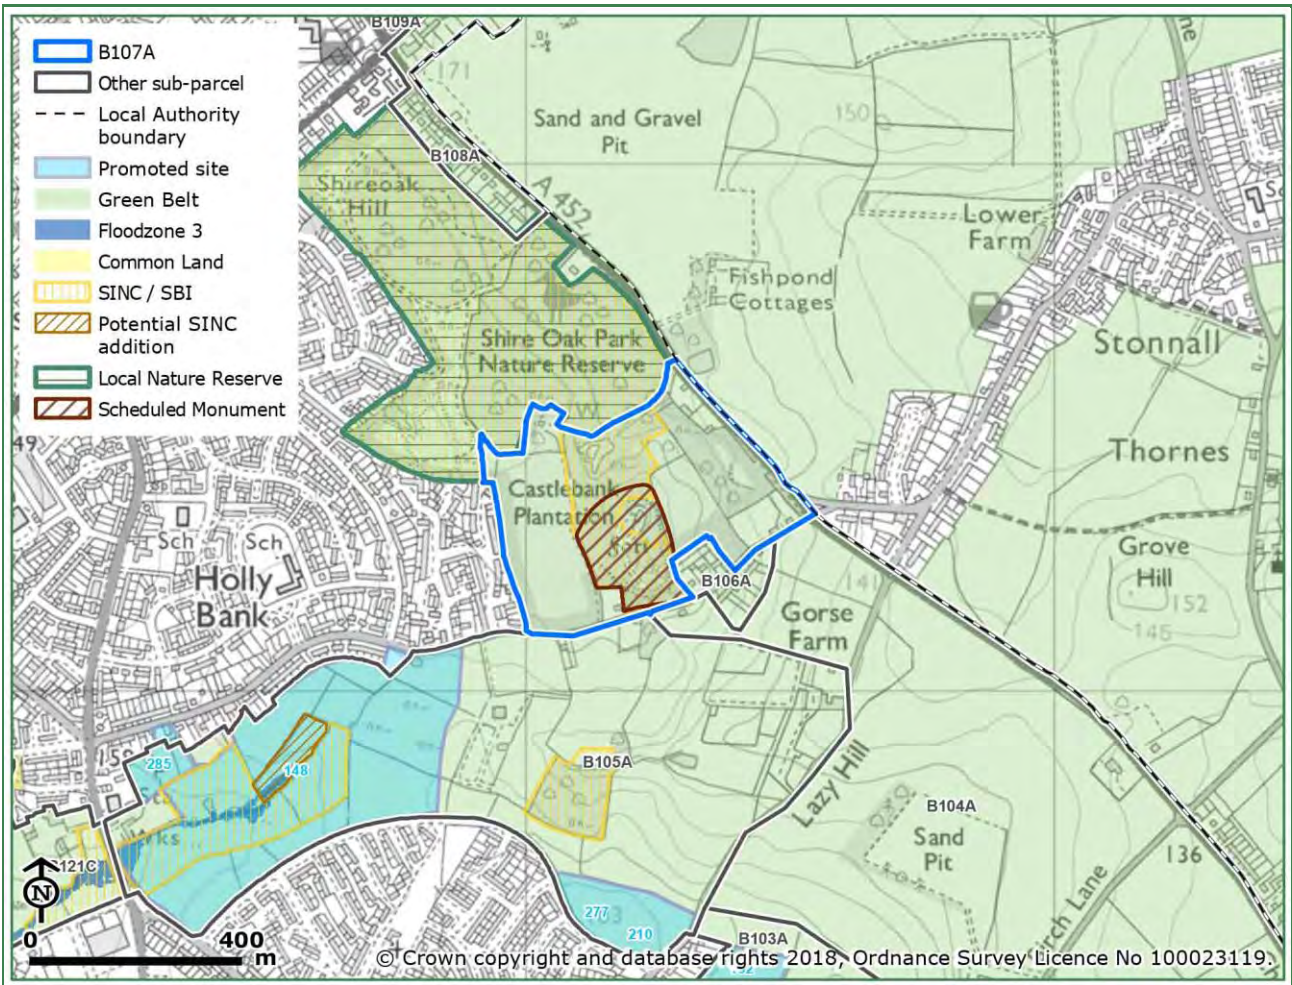 B109A
B107A
Other sub-parcel
Local Authority
boundary
Promoted site
Green Belt
Floodzone 3
Common Land
SINC / SBI
Potential SINC
addition
Local Nature Reserve
Scheduled Monument
171
Sand and Gravel
Pit
150
B108A
Shireoak
Hill
A 452
Lower
Farm
Fishpond
Cottages
Shire Oak Park
Nature Reserve
Stonnall
W
49
Thornes
Castlebank
Plantation
Fort
Sch
Sch
Holly
Bank
B106A
141
Grove
Hill
152
145
Gorse
Farm
285
148
Wks
B105A
Lazy Hill
B104A
Sand
Pit
136
B121C
277
210
B103A
N
0
400
m
© Crown copyright and database rights 2018, Ordnance Survey Licence No 100023119.